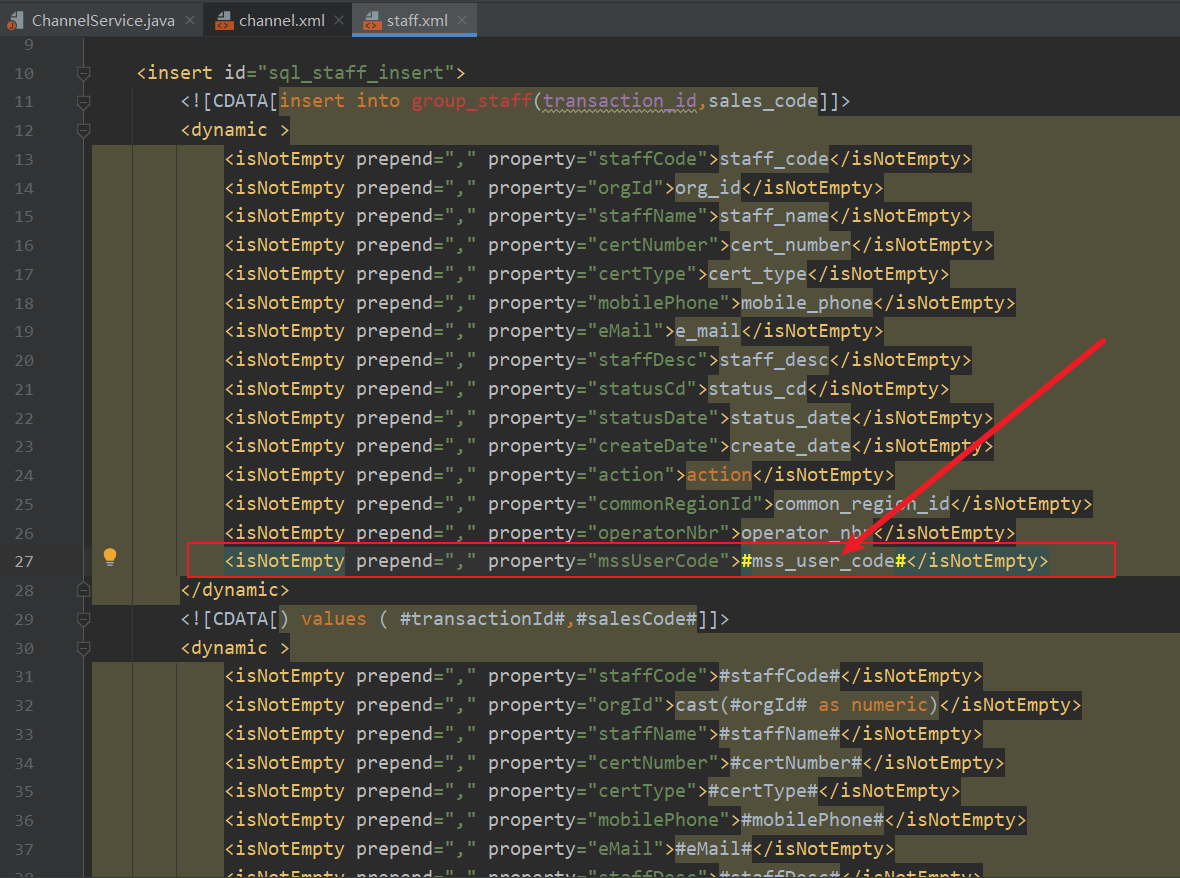 ChannelService.java × channel.xml × staff.xml ×
9
10 <insert id="sql_staff_insert">
11 <![CDATA[insert into group_staff(transaction_id,sales_code]]>
12 <dynamic >
13 <isNotEmpty prepend="," property="staffCode">staff_code</isNotEmpty>
14 <isNotEmpty prepend="," property="orgId">org_id</isNotEmpty>
15 <isNotEmpty prepend="," property="staffName">staff_name</isNotEmpty>
16 <isNotEmpty prepend="," property="certNumber">cert_number</isNotEmpty>
17 <isNotEmpty prepend="," property="certType">cert_type</isNotEmpty>
18 <isNotEmpty prepend="," property="mobilePhone">mobile_phone</isNotEmpty>
19 <isNotEmpty prepend="," property="eMail">e_mail</isNotEmpty>
20 <isNotEmpty prepend="," property="staffDesc">staff_desc</isNotEmpty>
21 <isNotEmpty prepend="," property="statusCd">status_cd</isNotEmpty>
22 <isNotEmpty prepend="," property="statusDate">status_date</isNotEmpty>
23 <isNotEmpty prepend="," property="createDate">create_date</isNotEmpty>
24 <isNotEmpty prepend="," property="action">action</isNotEmpty>
25 <isNotEmpty prepend="," property="commonRegionId">common_region_id</isNotEmpty>
26 <isNotEmpty prepend="," property="operatorNbr">operator_nbr</isNotEmpty>
27 <isNotEmpty prepend="," property="mssUserCode">#mss_user_code#</isNotEmpty>
28 </dynamic>
29 <![CDATA[) values ( #transactionId#,#salesCode#]]>
30 <dynamic >
31 <isNotEmpty prepend="," property="staffCode">#staffCode#</isNotEmpty>
32 <isNotEmpty prepend="," property="orgId">cast(#orgId# as numeric)</isNotEmpty>
33 <isNotEmpty prepend="," property="staffName">#staffName#</isNotEmpty>
34 <isNotEmpty prepend="," property="certNumber">#certNumber#</isNotEmpty>
35 <isNotEmpty prepend="," property="certType">#certType#</isNotEmpty>
36 <isNotEmpty prepend="," property="mobilePhone">#mobilePhone#</isNotEmpty>
37 <isNotEmpty prepend="," property="eMail">#eMail#</isNotEmpty>
38 <isNotEmpty prepend="," property="staffDesc">#staffDesc#</isNotEmpty>